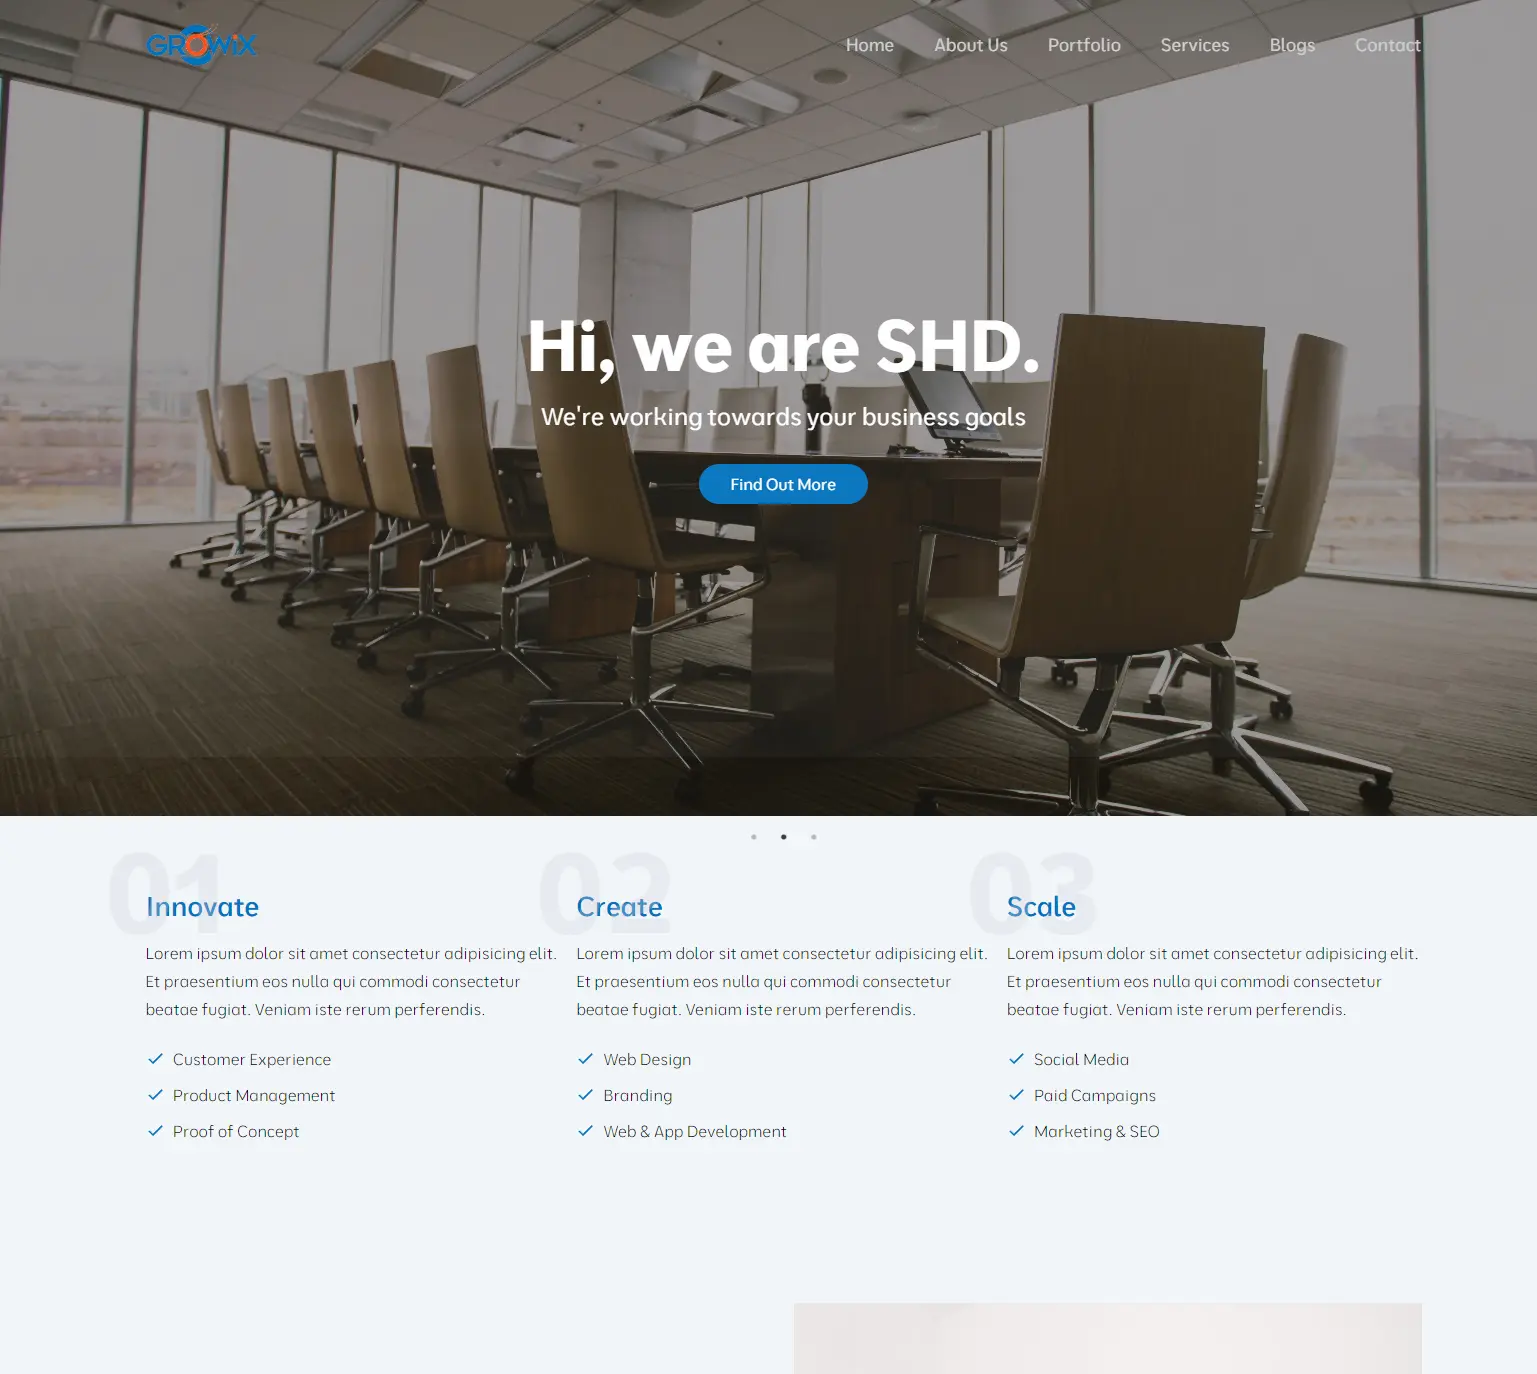 GROWiX
Home About Us Portfolio Services Blogs Contact
Hi, we are SHD.
We're working towards your business goals
Find Out More
01
Innovate
Lorem ipsum dolor sit amet consectetur adipisicing elit.
Et praesentium eos nulla qui commodi consectetur
beatae fugiat. Veniam iste rerum perferendis.
Customer Experience
Product Management
Proof of Concept
02
Create
Lorem ipsum dolor sit amet consectetur adipisicing elit.
Et praesentium eos nulla qui commodi consectetur
beatae fugiat. Veniam iste rerum perferendis.
Web Design
Branding
Web & App Development
03
Scale
Lorem ipsum dolor sit amet consectetur adipisicing elit.
Et praesentium eos nulla qui commodi consectetur
beatae fugiat. Veniam iste rerum perferendis.
Social Media
Paid Campaigns
Marketing & SEO